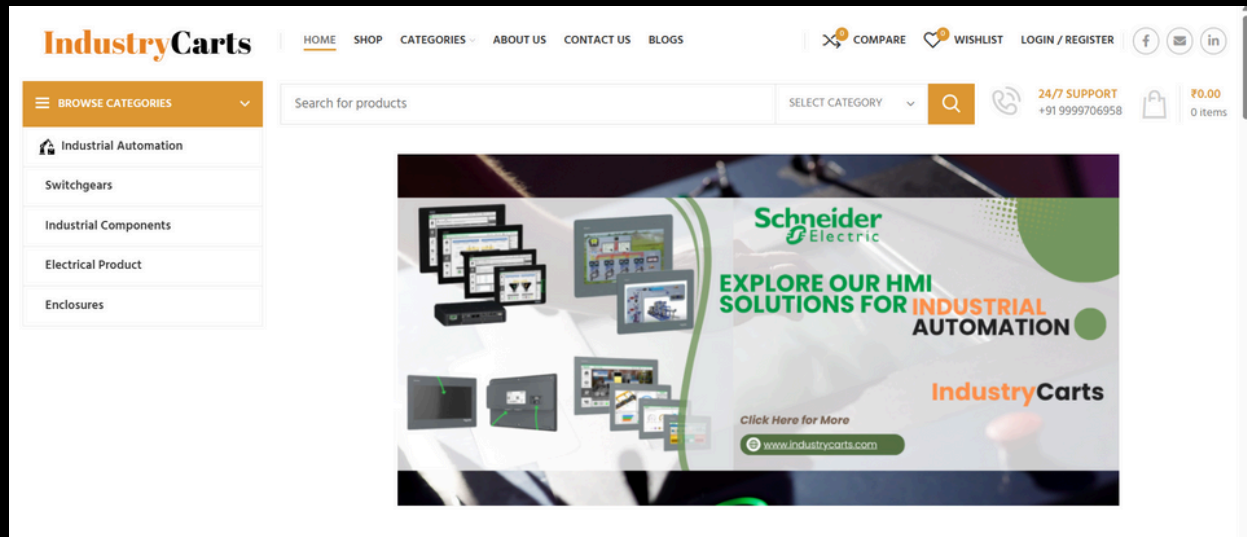 IndustryCarts
HOME SHOP CATEGORIES ABOUT US CONTACT US BLOGS
0 COMPARE 0 WISHLIST LOGIN / REGISTER
BROWSE CATEGORIES
Search for products
SELECT CATEGORY
24/7 SUPPORT
+91 9999706958
₹0.00
0 items
Industrial Automation
Switchgears
Industrial Components
Electrical Product
Enclosures
Schneider
Electric
EXPLORE OUR HMI
SOLUTIONS FOR INDUSTRIAL
AUTOMATION
IndustryCarts
Click Here for More
www.industrycarts.com